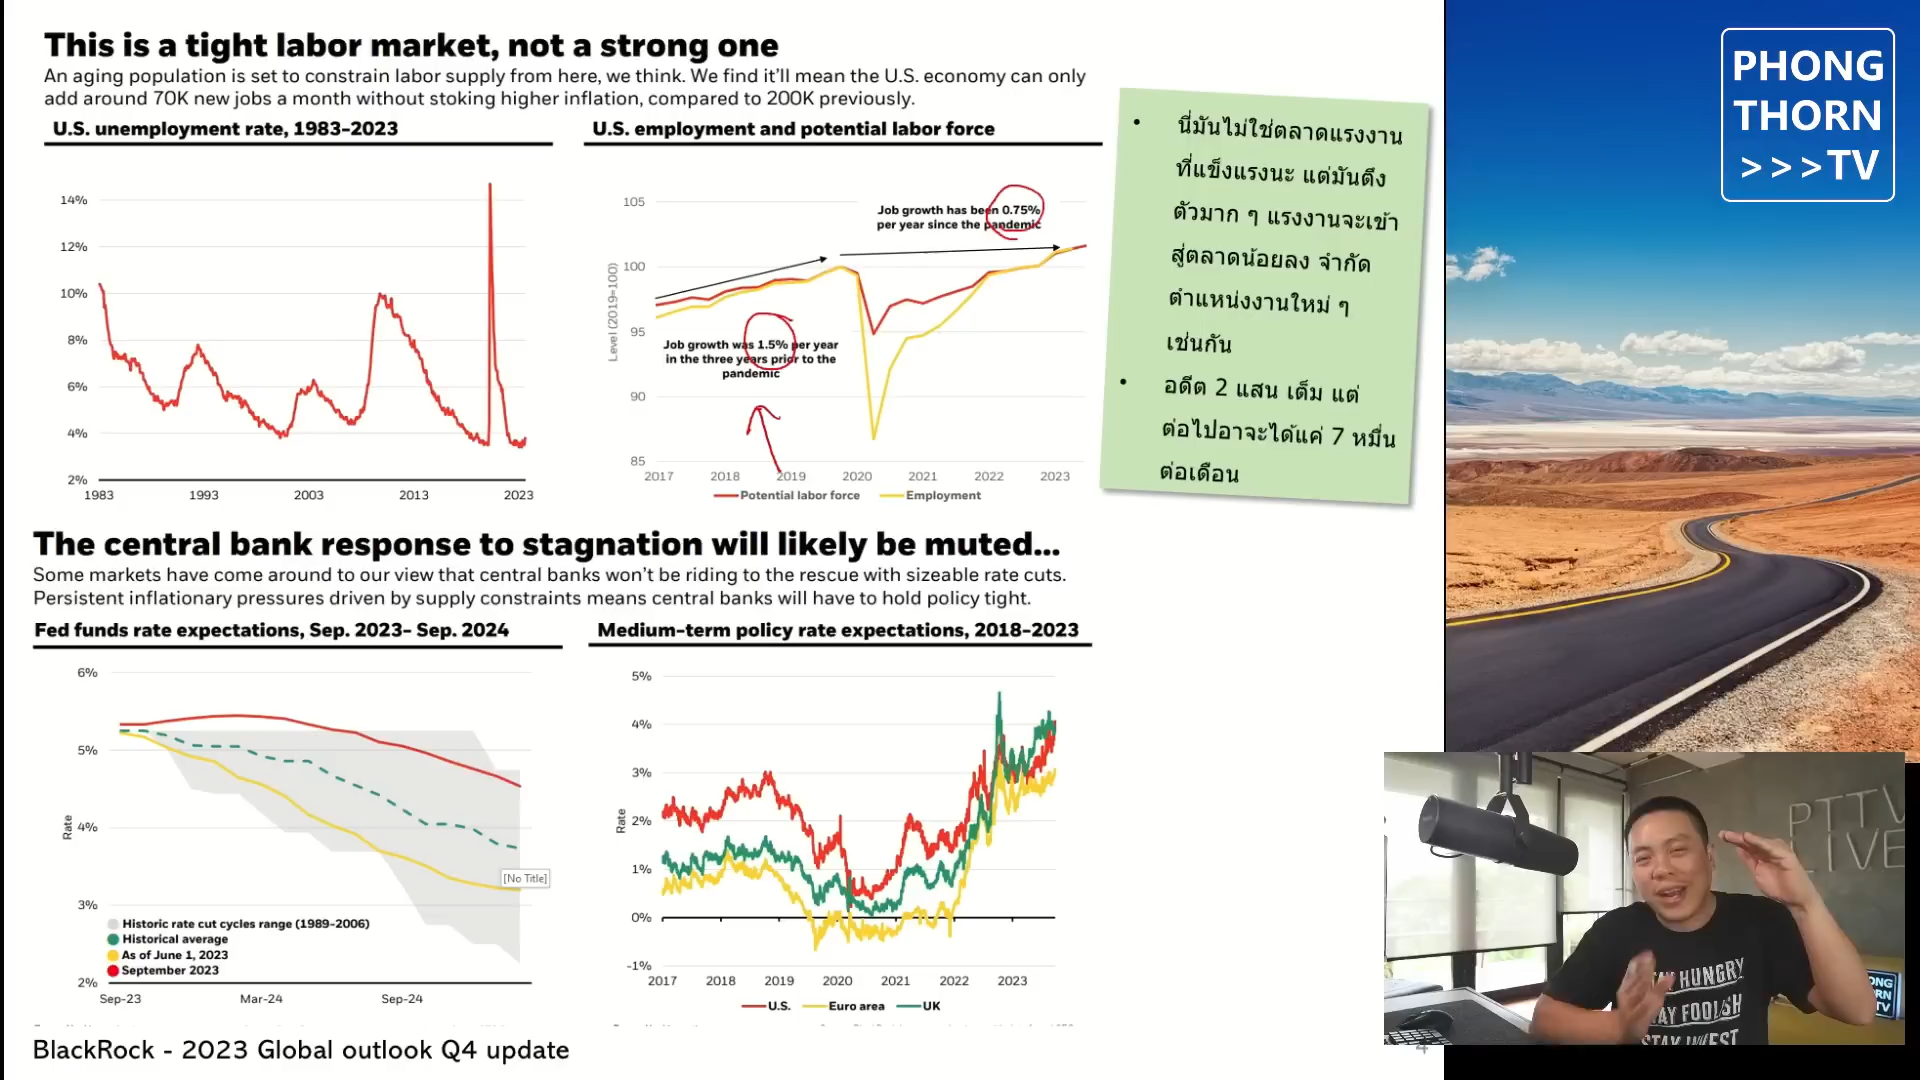 This is a tight labor market, not a strong one
An aging population is set to constrain labor supply from here, we think. We find it'll mean the U.S. economy can only
add around 70K new jobs a month without stoking higher inflation, compared to 200K previously.
U.S. unemployment rate, 1983-2023
14%
12%
10%
8%
6%
4%
2%
1983 1993 2003 2013 2023
U.S. employment and potential labor force
Level (2019=100)
105
100
95
90
85
Job growth has been 0.75%
per year since the pandemic
Job growth was 1.5% per year
in the three years prior to the
pandemic
2017 2018 2019 2020 2021 2022 2023
Potential labor force Employment
• นี่มันไม่ใช่ตลาดแรงงาน
ที่แข็งแรงนะ แต่มันตึง
ตัวมาก ๆ แรงงานจะเข้า
สู่ตลาดน้อยลง จำกัด
ตำแหน่งงานใหม่ ๆ
เช่นกัน
• อดีต 2 แสน เต็ม แต่
ต่อไปอาจจะได้แค่ 7 หมื่น
ต่อเดือน
The central bank response to stagnation will likely be muted...
Some markets have come around to our view that central banks won't be riding to the rescue with sizeable rate cuts.
Persistent inflationary pressures driven by supply constraints means central banks will have to hold policy tight.
Fed funds rate expectations, Sep. 2023- Sep. 2024
Rate
6%
5%
4%
3%
2%
[No Title]
Historic rate cut cycles range (1989-2006)
Historical average
As of June 1, 2023
September 2023
Sep-23 Mar-24 Sep-24
Medium-term policy rate expectations, 2018-2023
Rate
5%
4%
3%
2%
1%
0%
-1%
2017 2018 2019 2020 2021 2022 2023
U.S. Euro area UK
BlackRock - 2023 Global outlook Q4 update
PHONG
THORN
>>>TV
PTTV
LIVE
HUNGRY
STAY INVEST